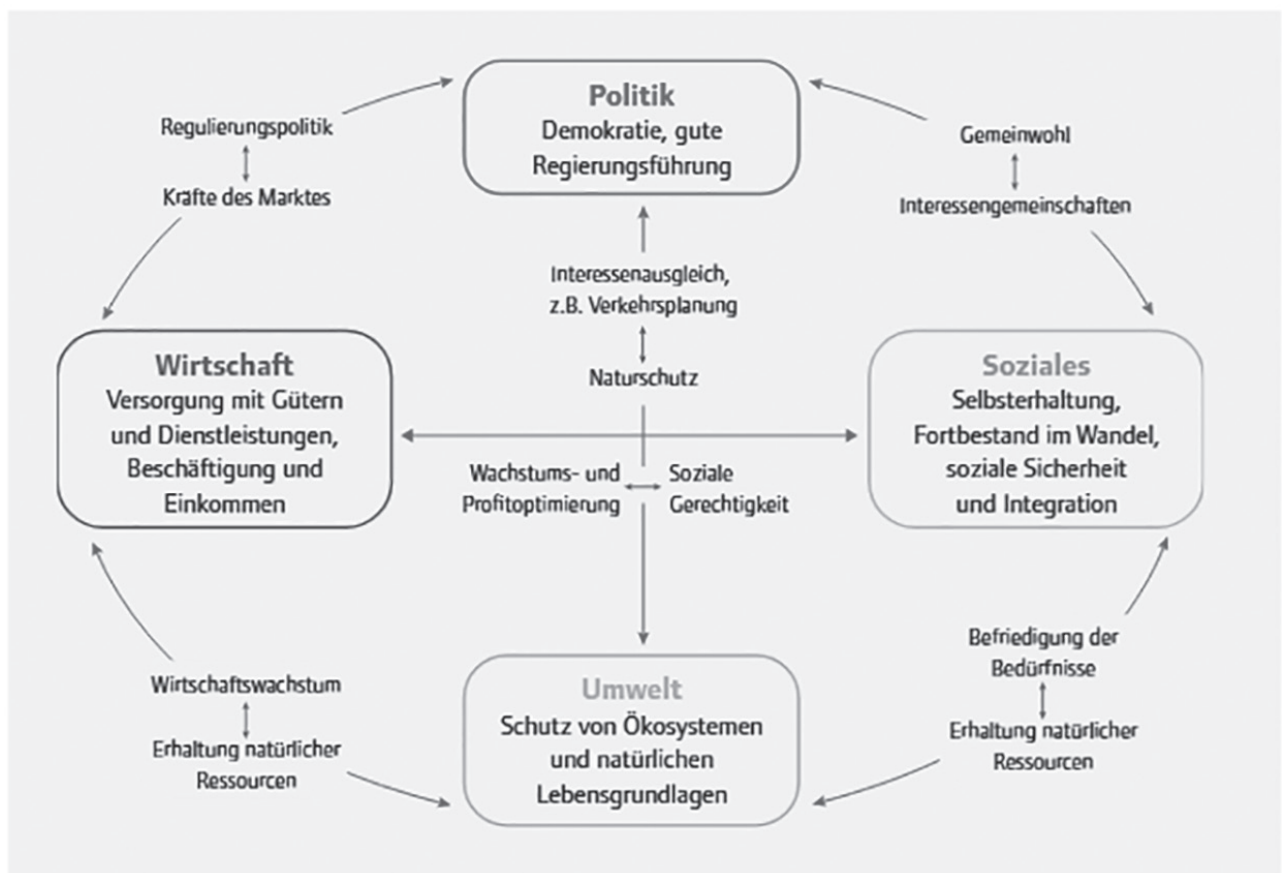 Politik
Demokratie, gute
Regierungsführung
Regulierungspolitik
Kräfte des Marktes
Gemeinwohl
Interessengemeinschaften
Interessenausgleich,
z.B. Verkehrsplanung
Naturschutz
Wirtschaft
Versorgung mit Gütern
und Dienstleistungen,
Beschäftigung und
Einkommen
Soziales
Selbsterhaltung,
Fortbestand im Wandel,
soziale Sicherheit
und Integration
Wachstums- und
Profitoptimierung
Soziale
Gerechtigkeit
Wirtschaftswachstum
Erhaltung natürlicher
Ressourcen
Befriedigung der
Bedürfnisse
Erhaltung natürlicher
Ressourcen
Umwelt
Schutz von Ökosystemen
und natürlichen
Lebensgrundlagen